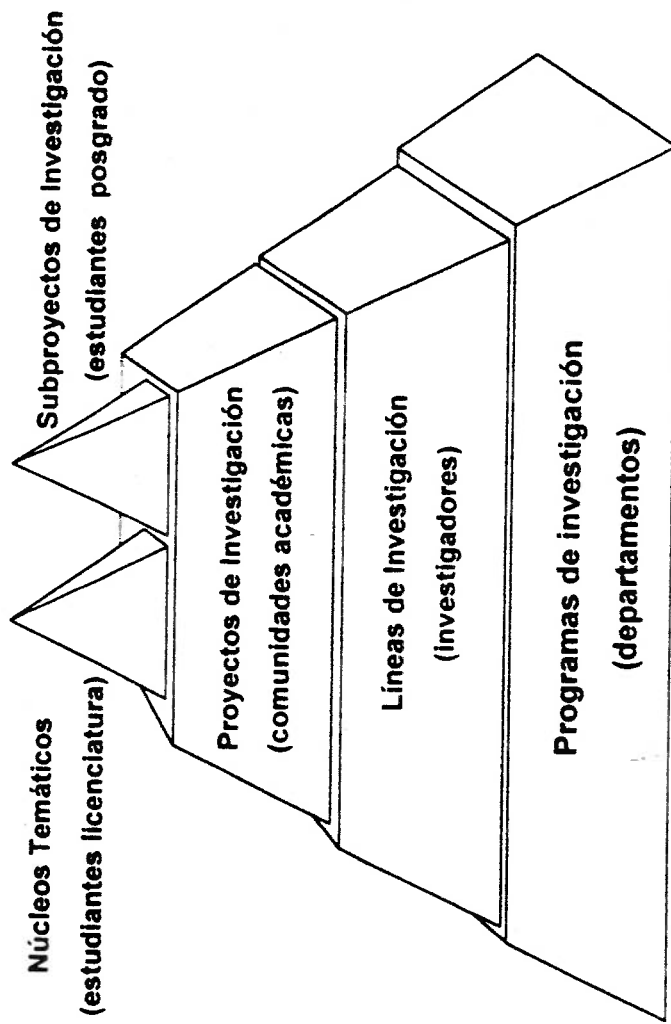 Núcleos Temáticos
(estudiantes licenciatura)
Subproyectos de Investigación
(estudiantes posgrado)
Proyectos de Investigación
(comunidades académicas)
Líneas de Investigación
(investigadores)
Programas de investigación
(departamentos)